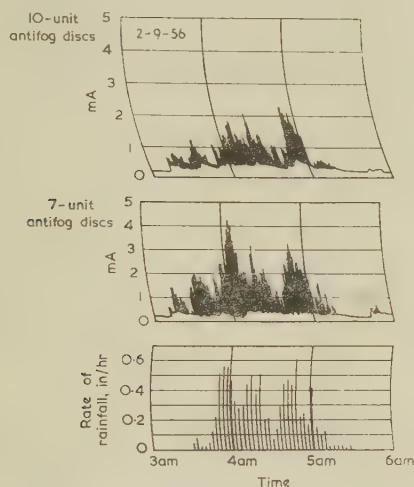 10-unit
antifog discs
2-9-56
5
4
3
2
1
0
mA
7-unit
antifog discs
5
4
3
2
1
0
mA
0·6
0·4
0·2
0
Rate of
rainfall, in/hr
3am 4am 5am 6am
Time